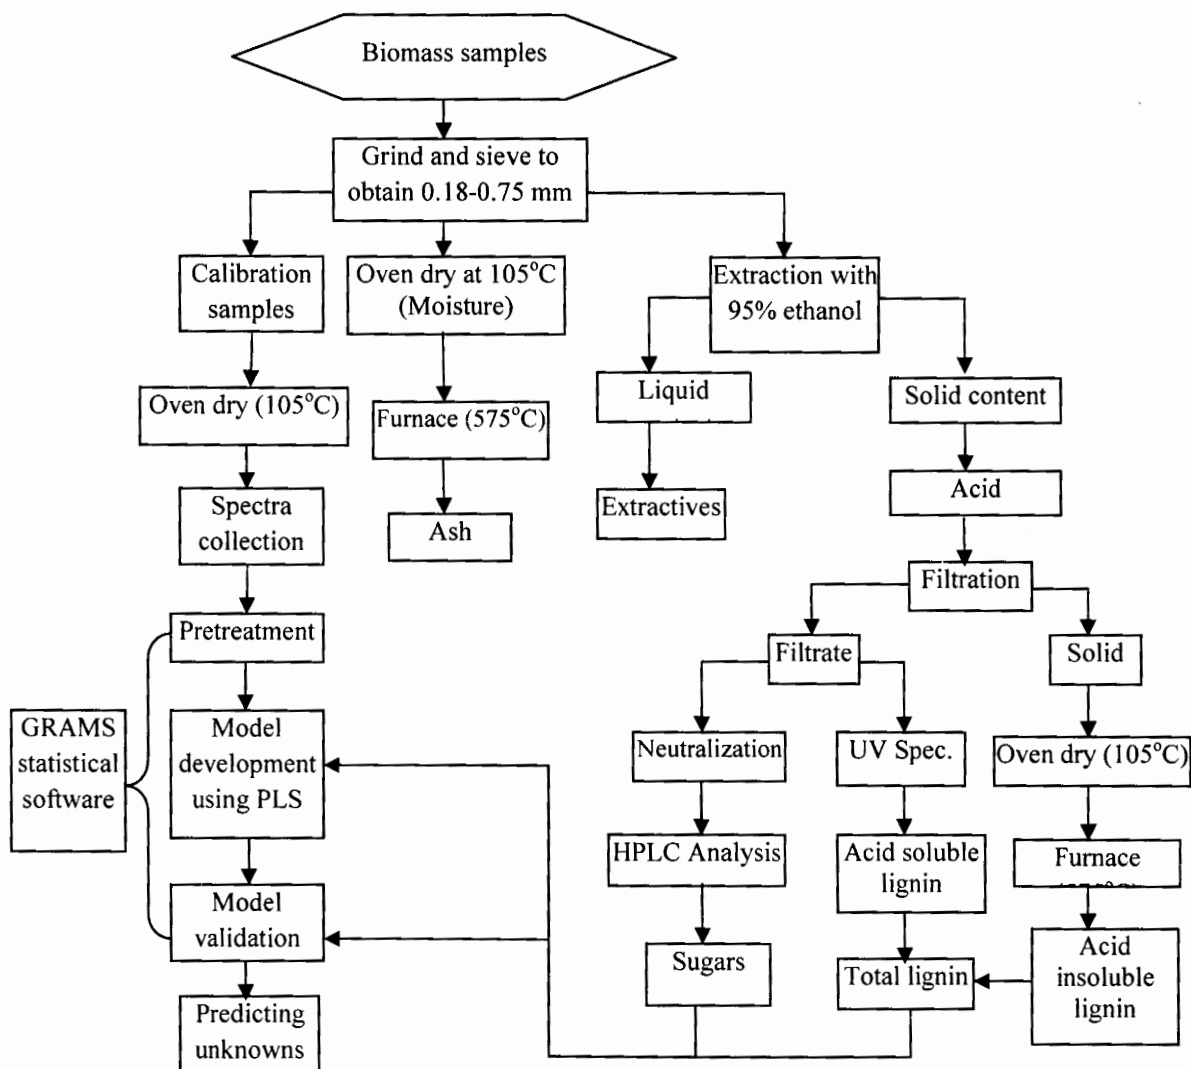 Biomass samples
Grind and sieve to
obtain 0.18-0.75 mm
Calibration
samples
Oven dry at 105°C
(Moisture)
Extraction with
95% ethanol
Oven dry (105°C)
Furnace (575°C)
Liquid
Solid content
Spectra
collection
Ash
Extractives
Acid
Filtration
Pretreatment
Filtrate
Solid
GRAMS
statistical
software
Model
development
using PLS
Neutralization
UV Spec.
Oven dry (105°C)
HPLC Analysis
Acid soluble
lignin
Furnace
Model
validation
Sugars
Total lignin
Acid
insoluble
lignin
Predicting
unknowns